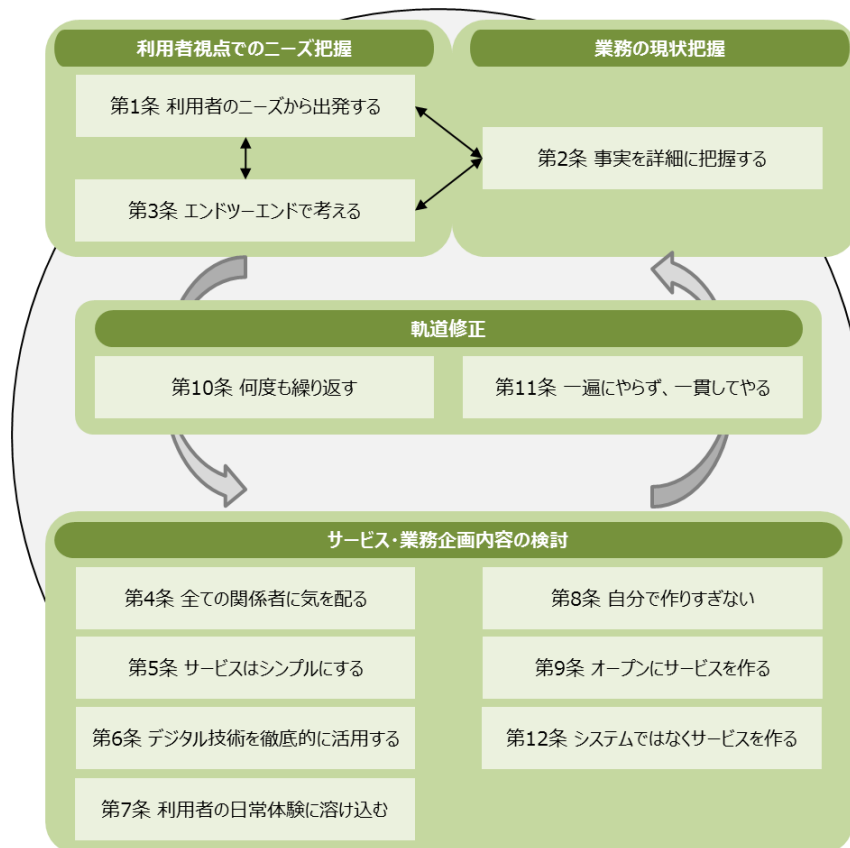 利用者視点でのニーズ把握
業務の現状把握
第1条 利用者のニーズから出発する
第2条 事実を詳細に把握する
第3条 エンドツーエンドで考える
軌道修正
第10条 何度も繰り返す
第11条 一遍にやらず、一貫してやる
サービス・業務企画内容の検討
第4条 全ての関係者に気を配る
第8条 自分で作りすぎない
第5条 サービスはシンプルにする
第9条 オープンにサービスを作る
第6条 デジタル技術を徹底的に活用する
第12条 システムではなくサービスを作る
第7条 利用者の日常体験に溶け込む